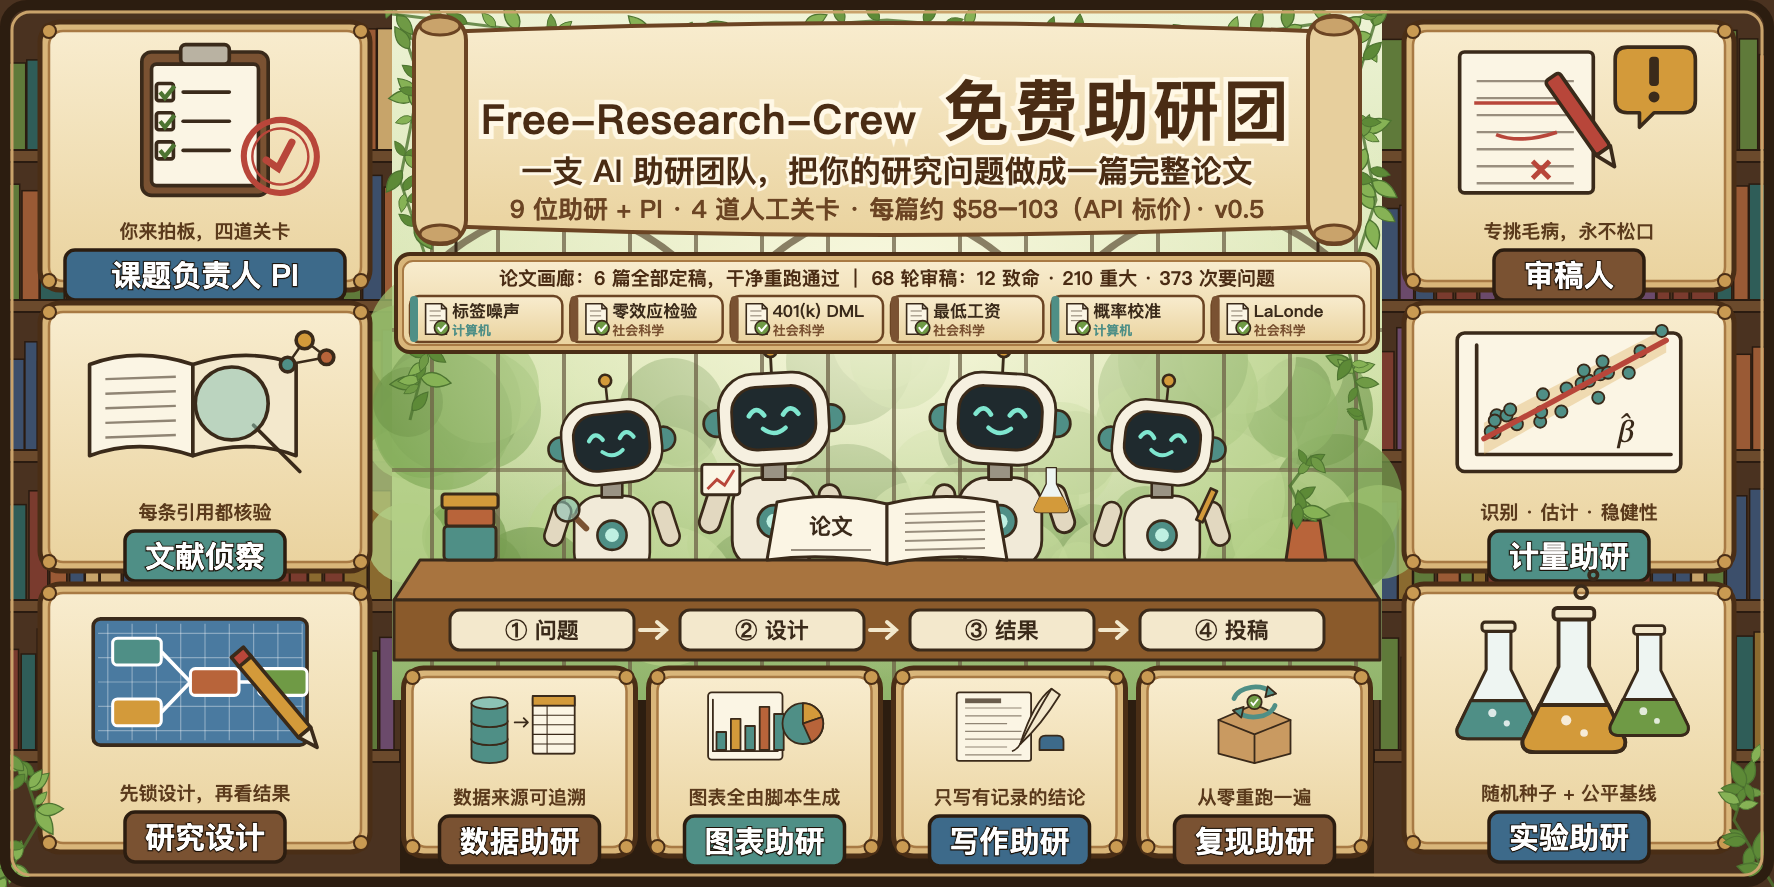 Free-Research-Crew 免费助研团
一支 AI 助研团队，把你的研究问题做成一篇完整论文
9 位助研 + PI · 4 道人工关卡 · 每篇约 $58—103（API 标价）· v0.5
论文画廊：6 篇全部定稿，干净重跑通过 ｜ 68 轮审稿：12 致命 · 210 重大 · 373 次要问题
标签噪声
计算机
零效应检验
社会科学
401(k) DML
社会科学
最低工资
社会科学
概率校准
计算机
LaLonde
社会科学
你来拍板，四道关卡
课题负责人 PI
每条引用都核验
文献侦察
先锁设计，再看结果
研究设计
论文
① 问题
② 设计
③ 结果
④ 投稿
数据来源可追溯
数据助研
图表全由脚本生成
图表助研
只写有记录的结论
写作助研
从零重跑一遍
复现助研
专挑毛病，永不松口
审稿人
β̂
识别 · 估计 · 稳健性
计量助研
随机种子 + 公平基线
实验助研